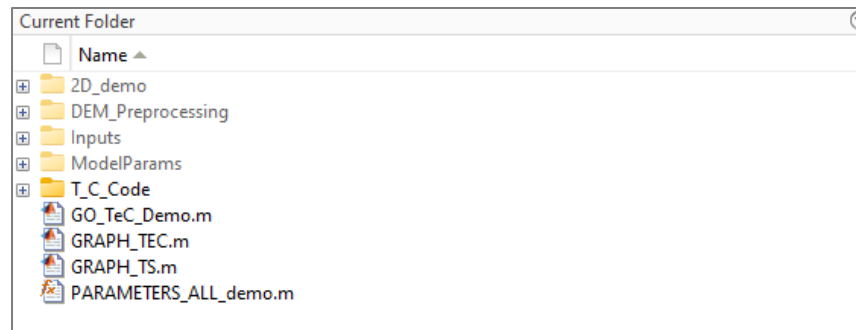 Current Folder
Name
2D_demo
DEM_Preprocessing
Inputs
ModelParams
T_C_Code
GO_TeC_Demo.m
GRAPH_TEC.m
GRAPH_TS.m
PARAMETERS_ALL_demo.m